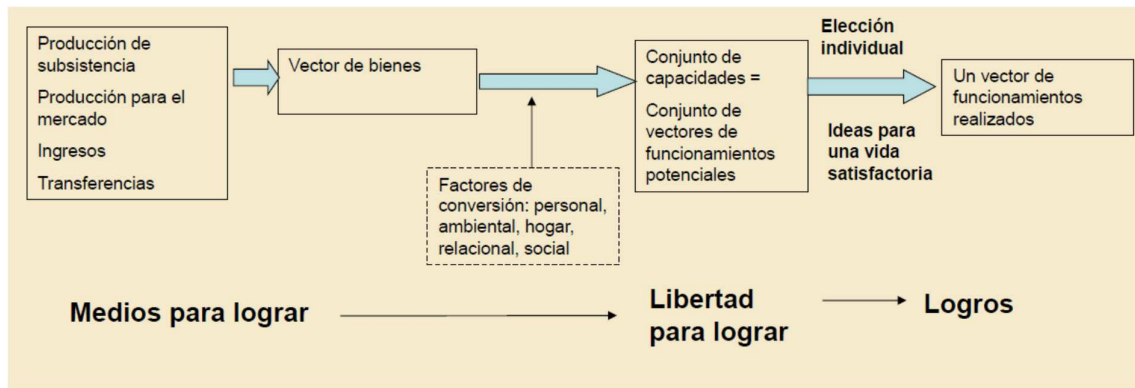 Producción de
subsistencia
Producción para el
mercado
Ingresos
Transferencias
Vector de bienes
Factores de
conversión: personal,
ambiental, hogar,
relacional, social
Conjunto de
capacidades =
Conjunto de
vectores de
funcionamientos
potenciales
Elección
individual
Ideas para
una vida
satisfactoria
Un vector de
funcionamientos
realizados
Medios para lograr
Libertad
para lograr
Logros